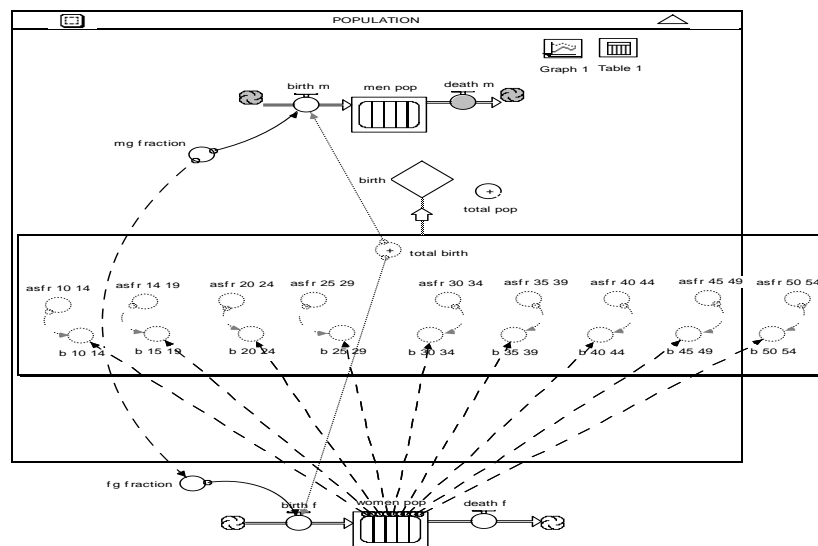 POPULATION
Graph 1 Table 1
birth m men pop death m
mg fraction
birth
total pop
total birth
asfr 10 14 asfr 14 19 asfr 20 24 asfr 25 29 asfr 30 34 asfr 35 39 asfr 40 44 asfr 45 49 asfr 50 54
b 10 14 b 15 19 b 20 24 b 25 29 b 30 34 b 35 39 b 40 44 b 45 49 b 50 54
fg fraction
birth f women pop death f